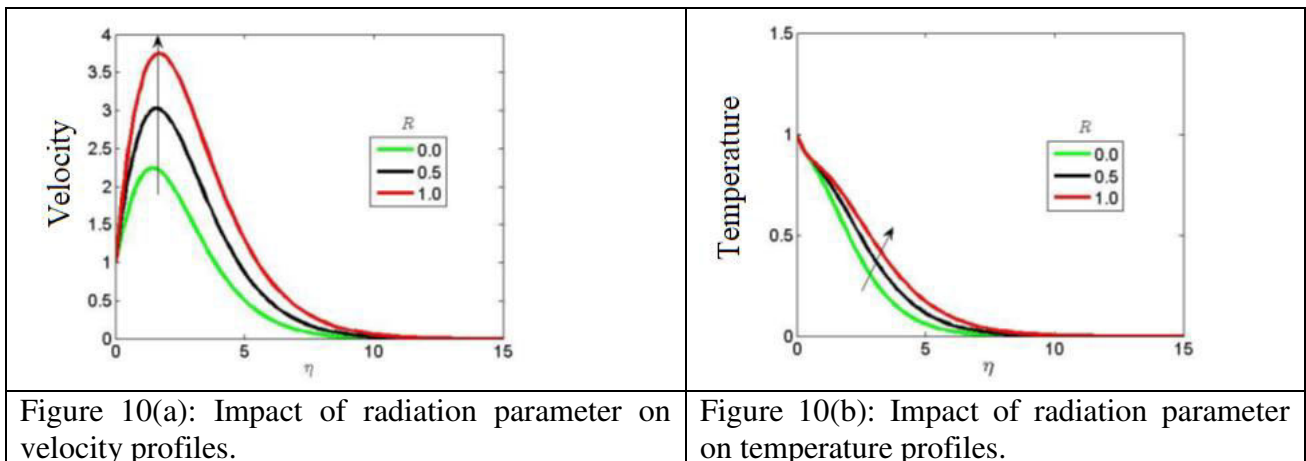 4
3.5
3
2.5
2
1.5
1
0.5
0
Velocity
R
0.0
0.5
1.0
0 5 10 15
η
1.5
1
0.5
0
Temperature
R
0.0
0.5
1.0
0 5 10 15
η
Figure 10(a): Impact of radiation parameter on
velocity profiles.
Figure 10(b): Impact of radiation parameter
on temperature profiles.